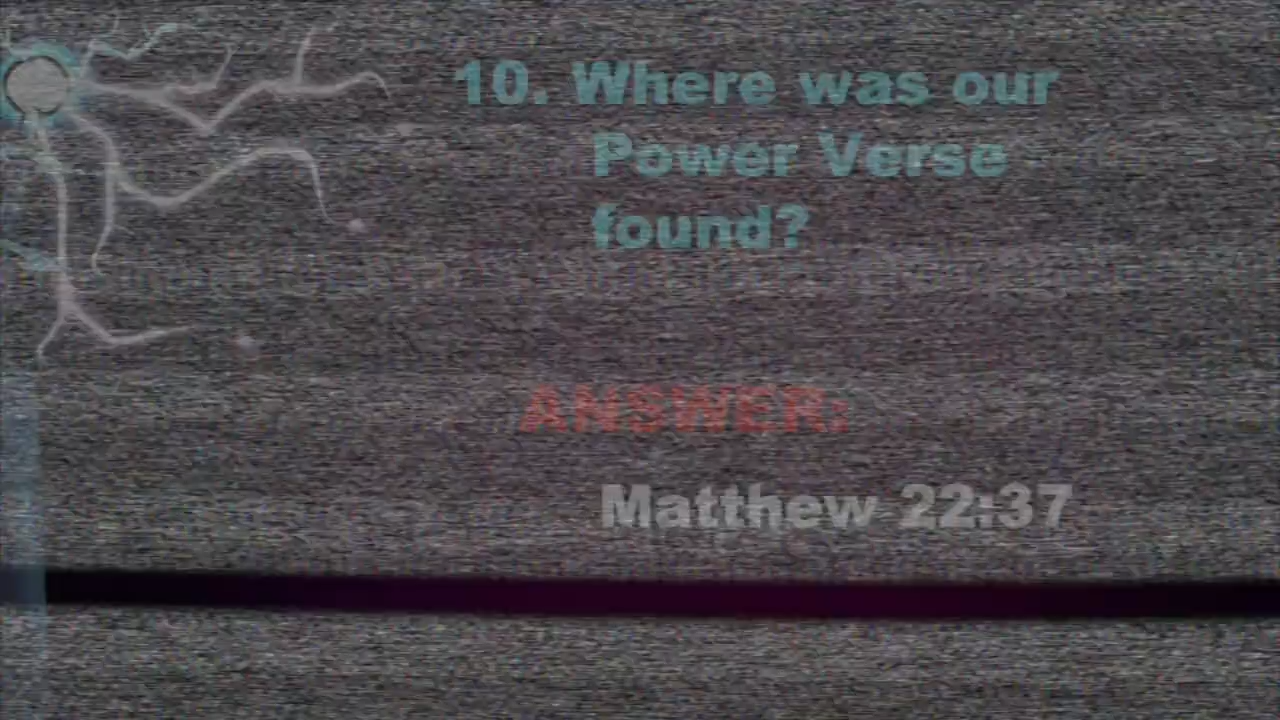 10. Where was our
Power Verse
found?
ANSWER:
Matthew 22:37